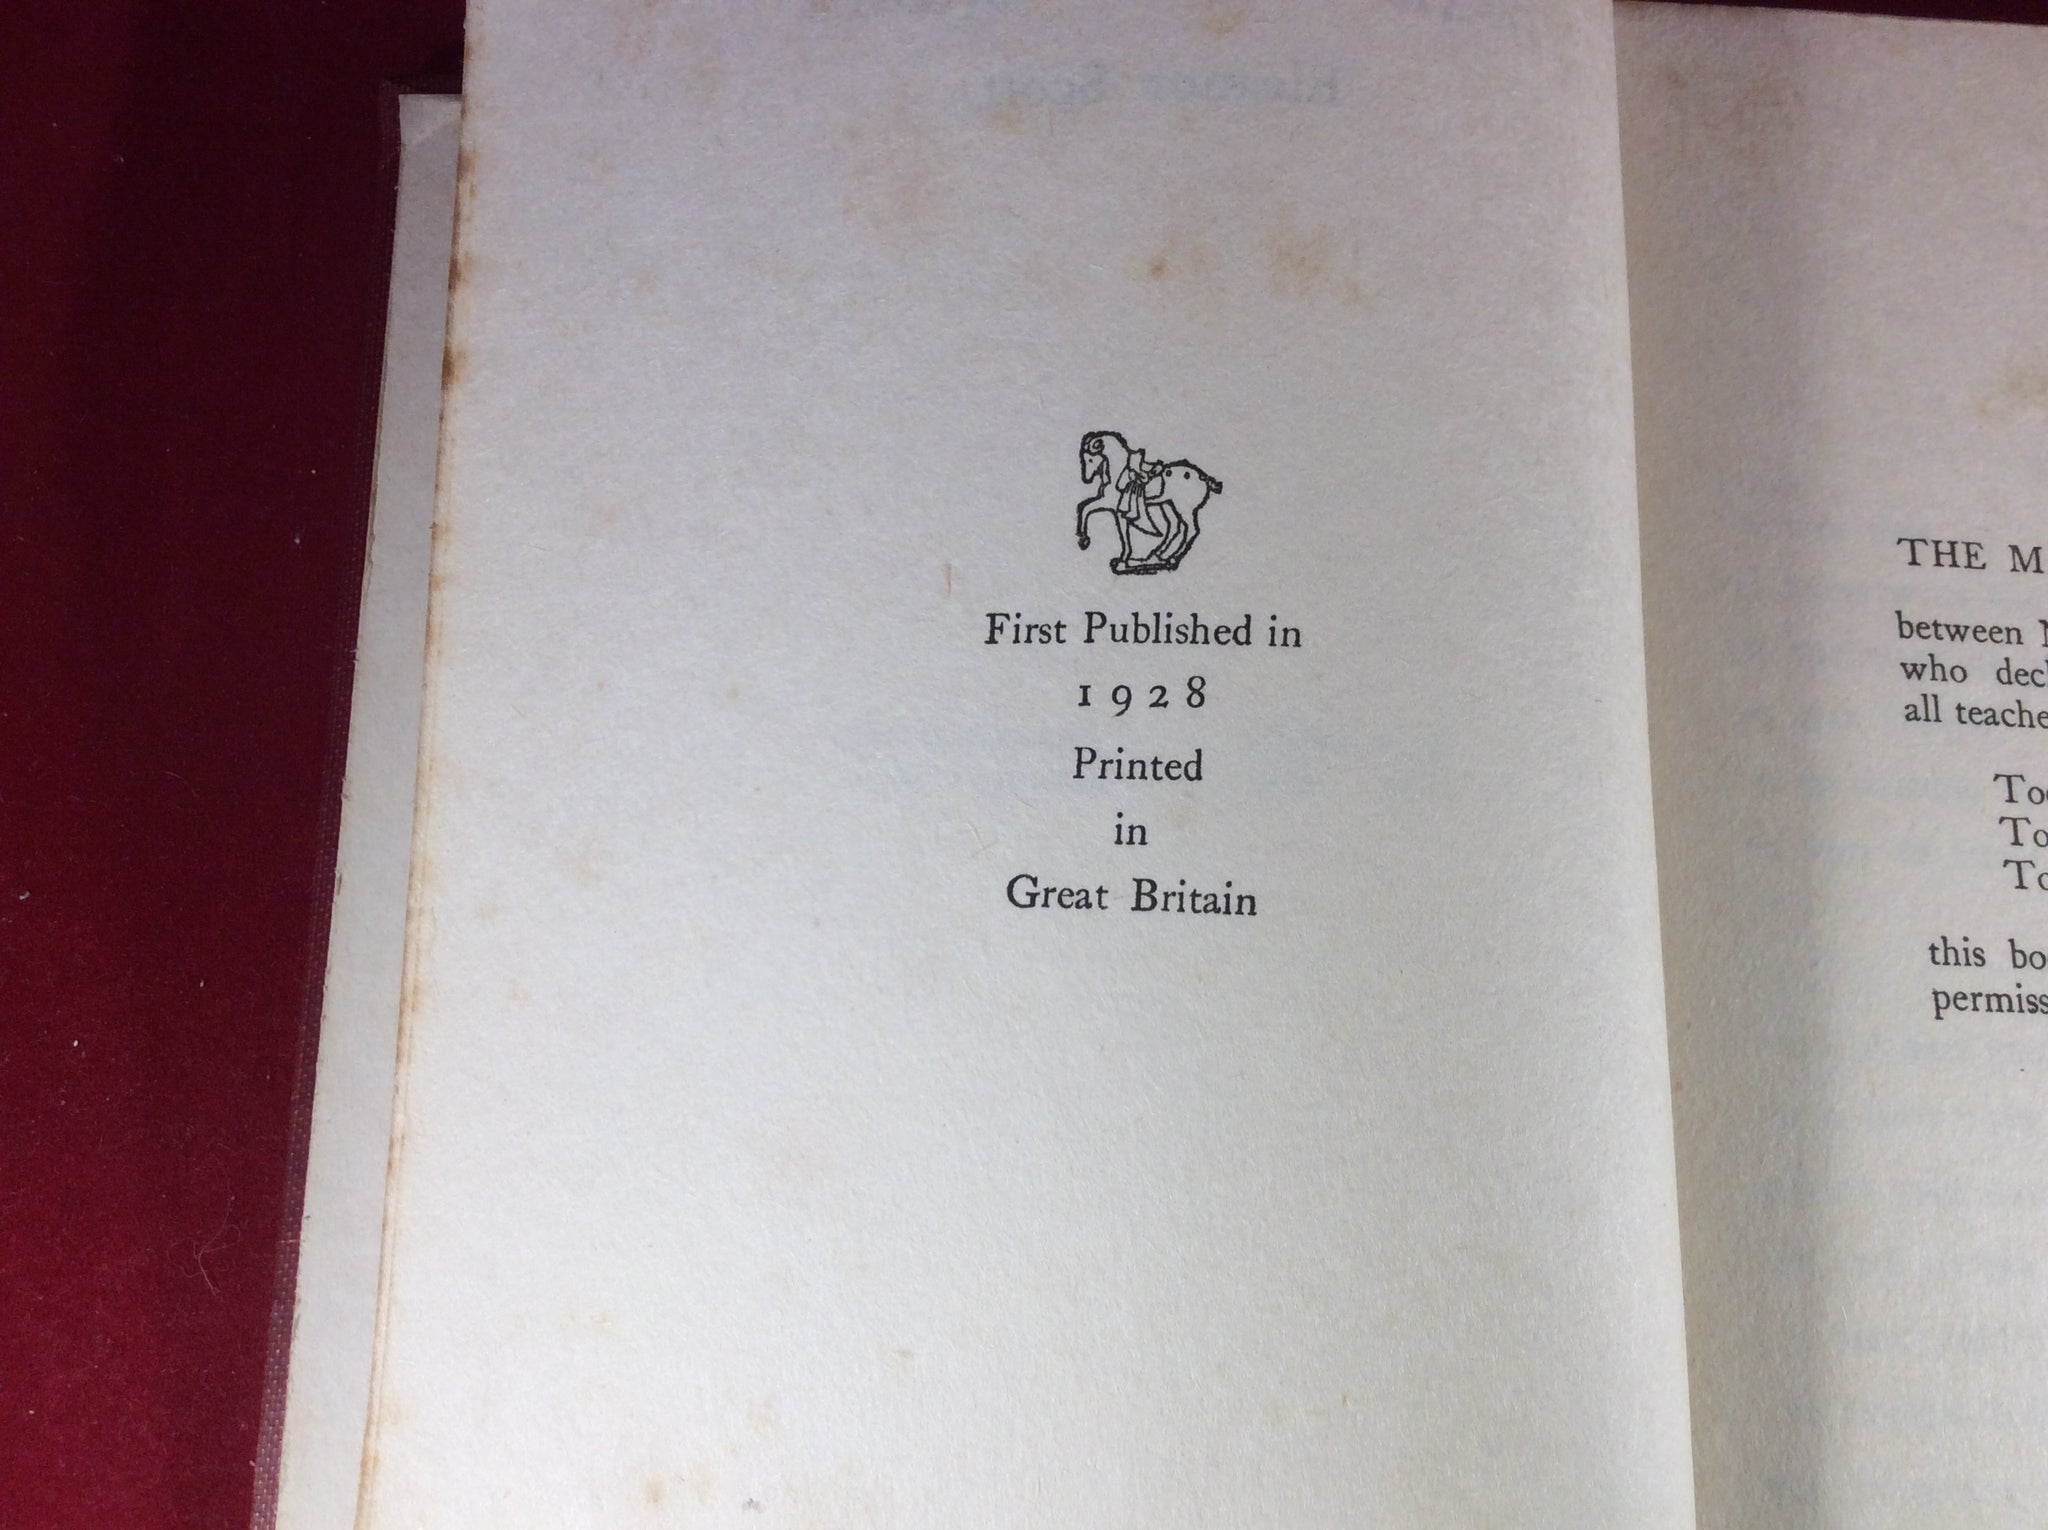 First Published in
1928
Printed
in
Great Britain
THE M
between
who dec
all teache
To
To
To
this bo
permiss